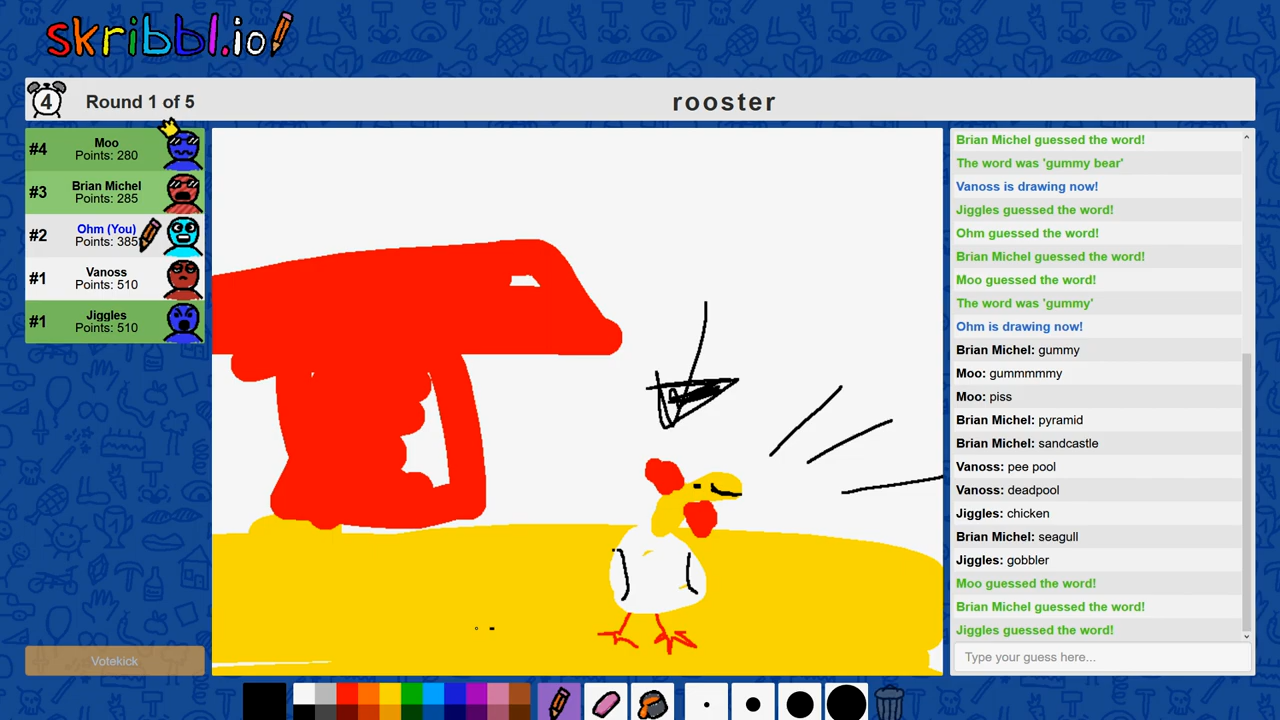 skribbl.io
4
Round 1 of 5
rooster
#4
Moo
Points: 280
#3
Brian Michel
Points: 285
#2
Ohm (You)
Points: 385
#1
Vanoss
Points: 510
#1
Jiggles
Points: 510
Votekick
Brian Michel guessed the word!
The word was 'gummy bear'
Vanoss is drawing now!
Jiggles guessed the word!
Ohm guessed the word!
Brian Michel guessed the word!
Moo guessed the word!
The word was 'gummy'
Ohm is drawing now!
Brian Michel: gummy
Moo: gummmmmy
Moo: piss
Brian Michel: pyramid
Brian Michel: sandcastle
Vanoss: pee pool
Vanoss: deadpool
Jiggles: chicken
Brian Michel: seagull
Jiggles: gobbler
Moo guessed the word!
Brian Michel guessed the word!
Jiggles guessed the word!
Type your guess here...